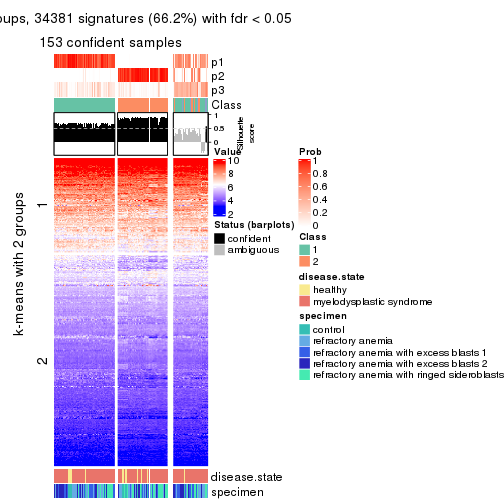 oups, 34381 signatures (66.2%) with fdr < 0.05
153 confident samples
p1
p2
p3
Class
1
0.5
0
Silhouette
score
k-means with 2 groups
1
2
Value
10
8
6
4
2
Status (barplots)
confident
ambiguous
Prob
1
0.8
0.6
0.4
0.2
0
Class
1
2
disease.state
healthy
myelodysplastic syndrome
specimen
control
refractory anemia
refractory anemia with excess blasts 1
refractory anemia with excess blasts 2
refractory anemia with ringed sideroblasts
disease.state
specimen